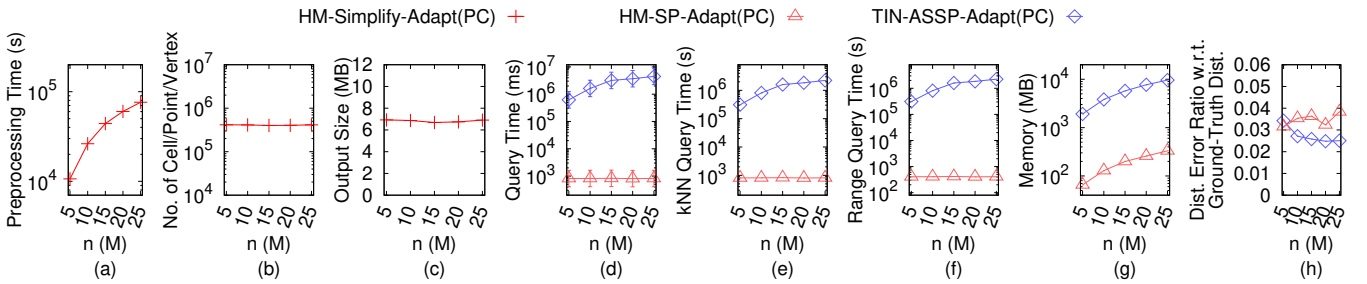 HM-Simplify-Adapt(PC) HM-SP-Adapt(PC) TIN-ASSP-Adapt(PC)
Preprocessing Time (s)
10^5
10^4
5 10 15 20 25
n (M)
(a)
No. of Cell/Point/Vertex
10^7
10^6
10^5
10^4
5 10 15 20 25
n (M)
(b)
Output Size (MB)
12
10
8
6
4
2
0
5 10 15 20 25
n (M)
(c)
Query Time (ms)
10^7
10^6
10^5
10^4
10^3
5 10 15 20 25
n (M)
(d)
kNN Query Time (s)
10^6
10^5
10^4
10^3
5 10 15 20 25
n (M)
(e)
Range Query Time (s)
10^6
10^5
10^4
10^3
10^2
5 10 15 20 25
n (M)
(f)
Memory (MB)
10^4
10^3
10^2
5 10 15 20 25
n (M)
(g)
Dist. Error Ratio w.r.t.
Ground-Truth Dist.
0.06
0.05
0.04
0.03
0.02
0.01
0
5 10 15 20 25
n (M)
(h)